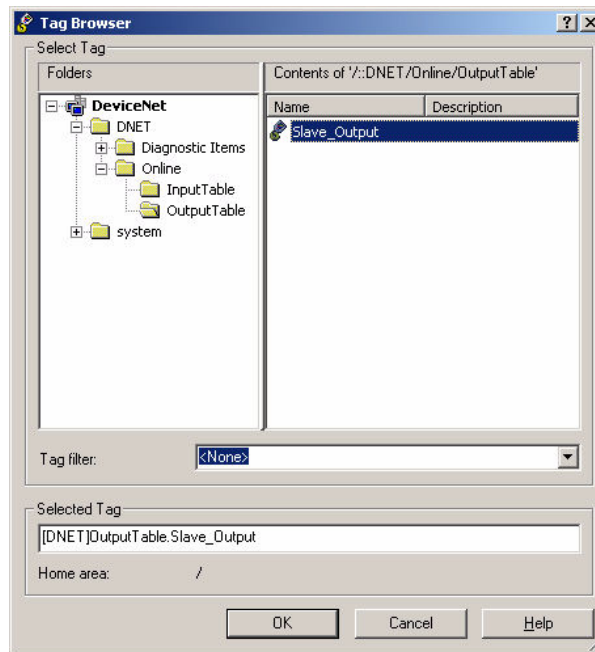 Tag Browser
Select Tag
Folders
Contents of '/::DNET/Online/OutputTable'
DeviceNet
DNET
Diagnostic Items
Online
InputTable
OutputTable
system
Name Description
Slave_Output
Tag filter: <None>
Selected Tag
[DNET]OutputTable.Slave_Output
Home area: /
OK Cancel Help